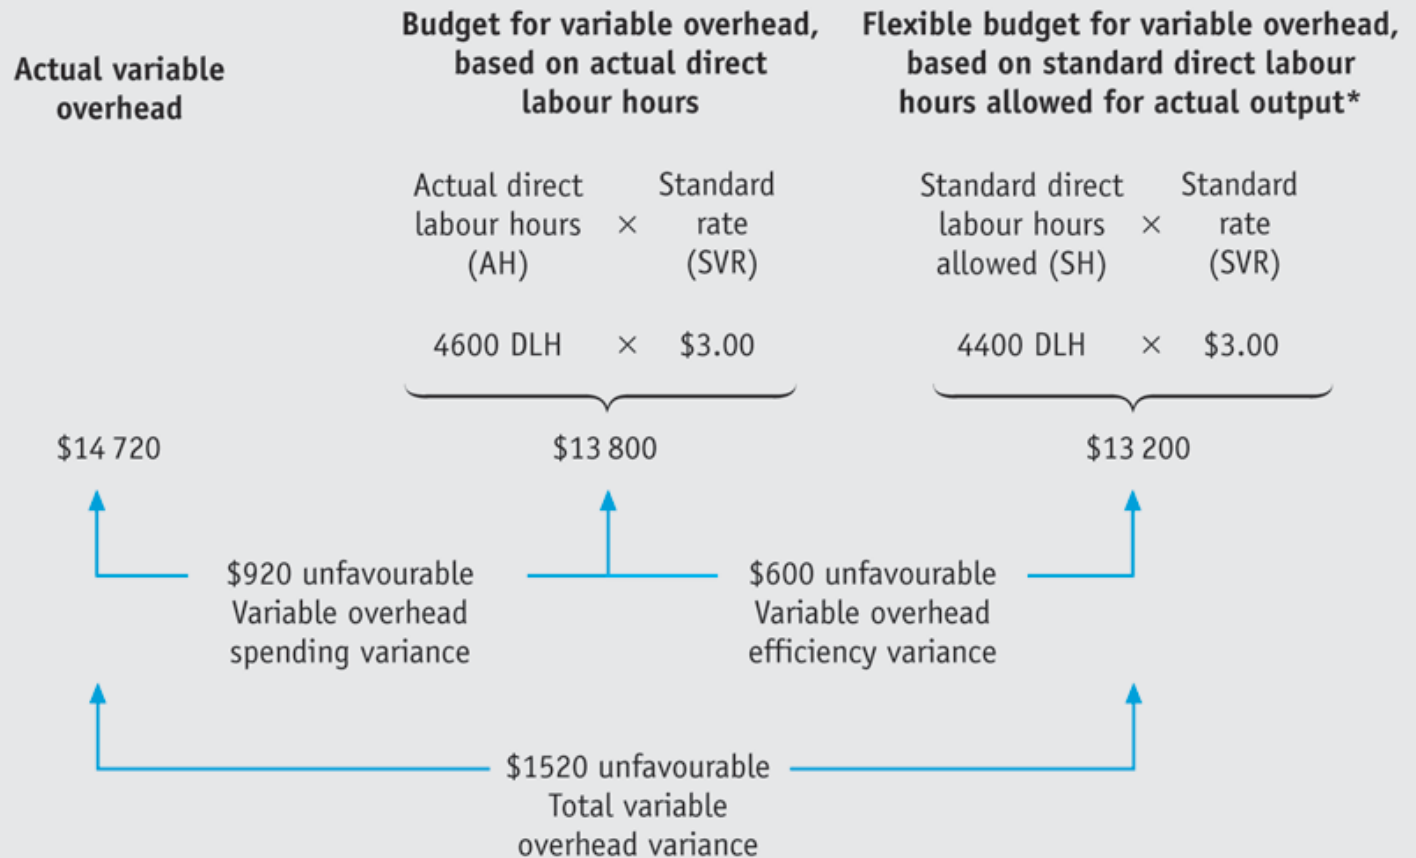 Actual variable
overhead
Budget for variable overhead,
based on actual direct
labour hours
Flexible budget for variable overhead,
based on standard direct labour
hours allowed for actual output*
Actual direct
labour hours
(AH)
×
Standard
rate
(SVR)
Standard direct
labour hours
allowed (SH)
×
Standard
rate
(SVR)
4600 DLH × $3.00
4400 DLH × $3.00
$14 720
$13 800
$13 200
$920 unfavourable
Variable overhead
spending variance
$600 unfavourable
Variable overhead
efficiency variance
$1520 unfavourable
Total variable
overhead variance